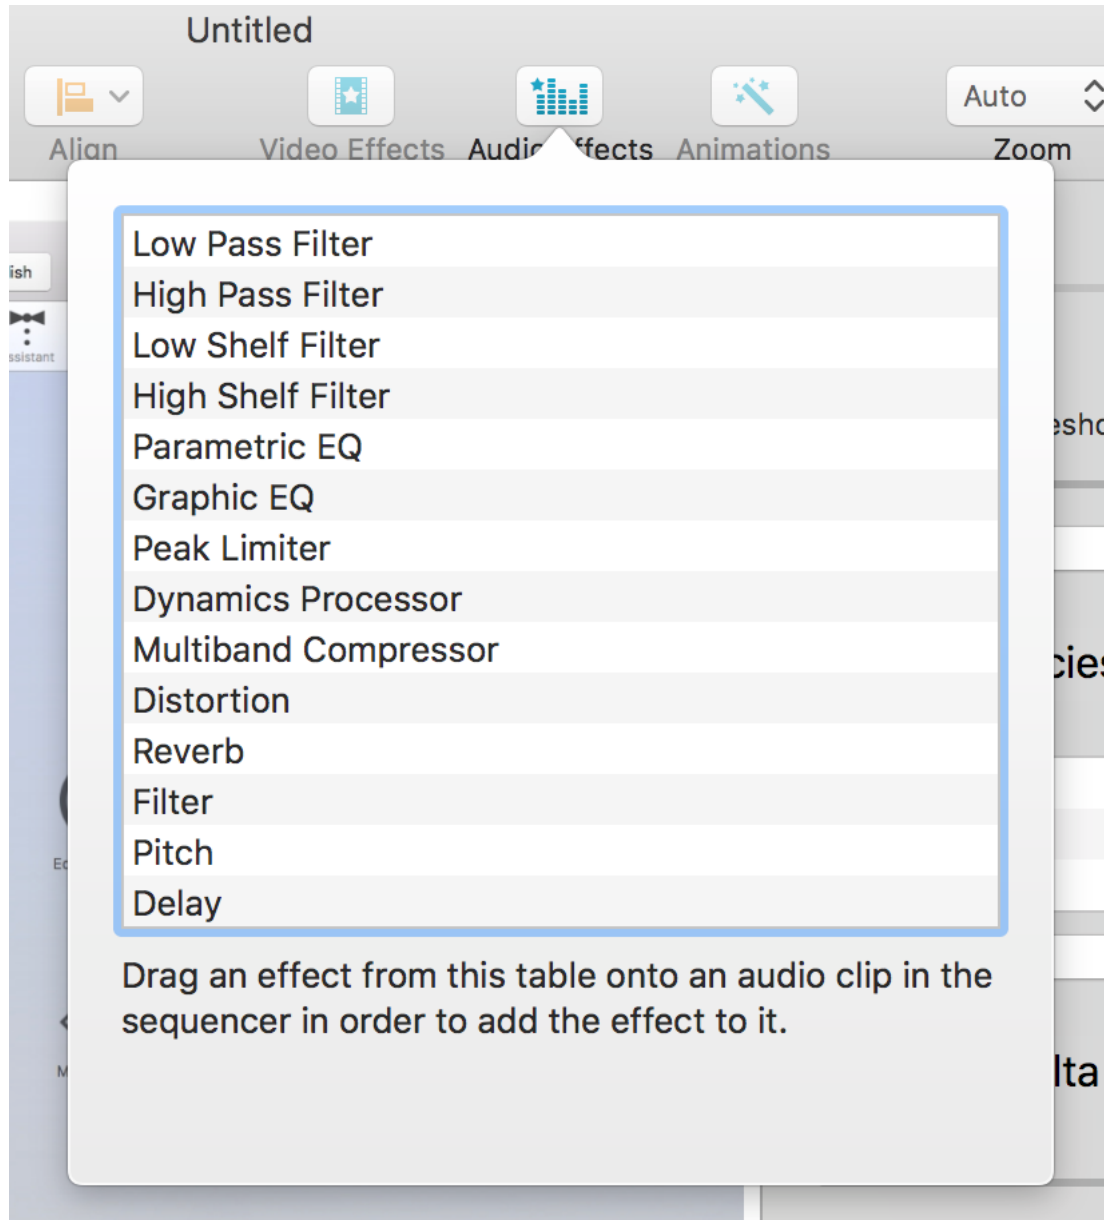 Untitled
Auto
Align
Video Effects
Audio Effects
Animations
Zoom
Low Pass Filter
High Pass Filter
Low Shelf Filter
High Shelf Filter
Parametric EQ
Graphic EQ
Peak Limiter
Dynamics Processor
Multiband Compressor
Distortion
Reverb
Filter
Pitch
Delay
Drag an effect from this table onto an audio clip in the
sequencer in order to add the effect to it.